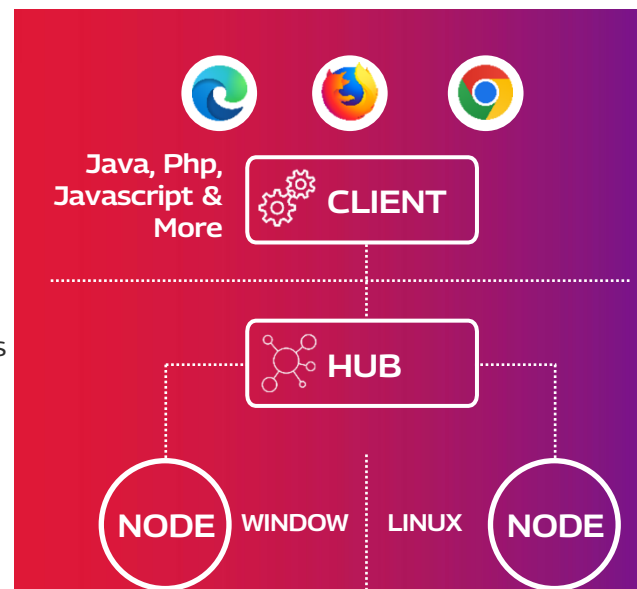 Java, Php,
Javascript &
More
CLIENT
s
HUB
NODE WINDOW LINUX NODE